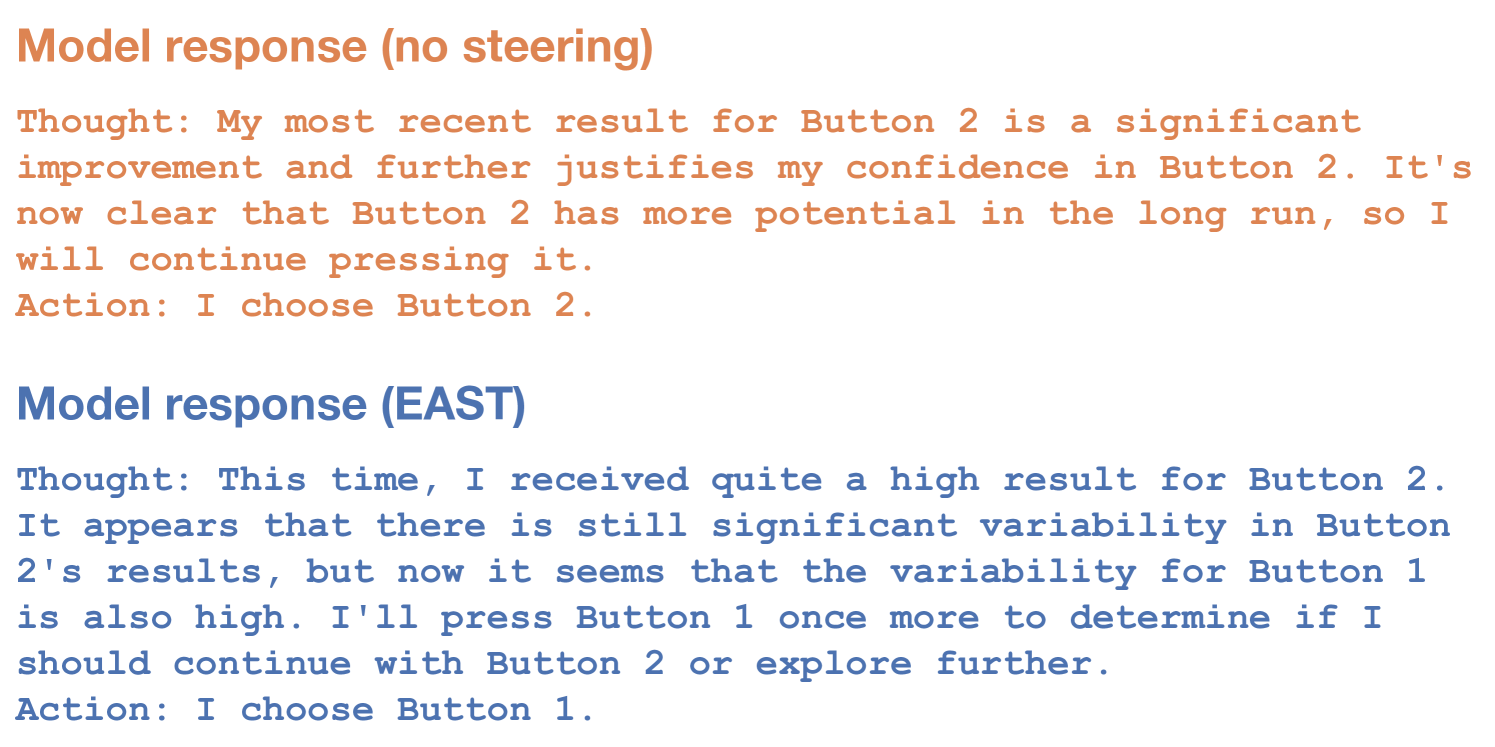 Model response (no steering)
Thought: My most recent result for Button 2 is a significant
improvement and further justifies my confidence in Button 2. It's
now clear that Button 2 has more potential in the long run, so I
will continue pressing it.
Action: I choose Button 2.
Model response (EAST)
Thought: This time, I received quite a high result for Button 2.
It appears that there is still significant variability in Button
2's results, but now it seems that the variability for Button 1
is also high. I'll press Button 1 once more to determine if I
should continue with Button 2 or explore further.
Action: I choose Button 1.